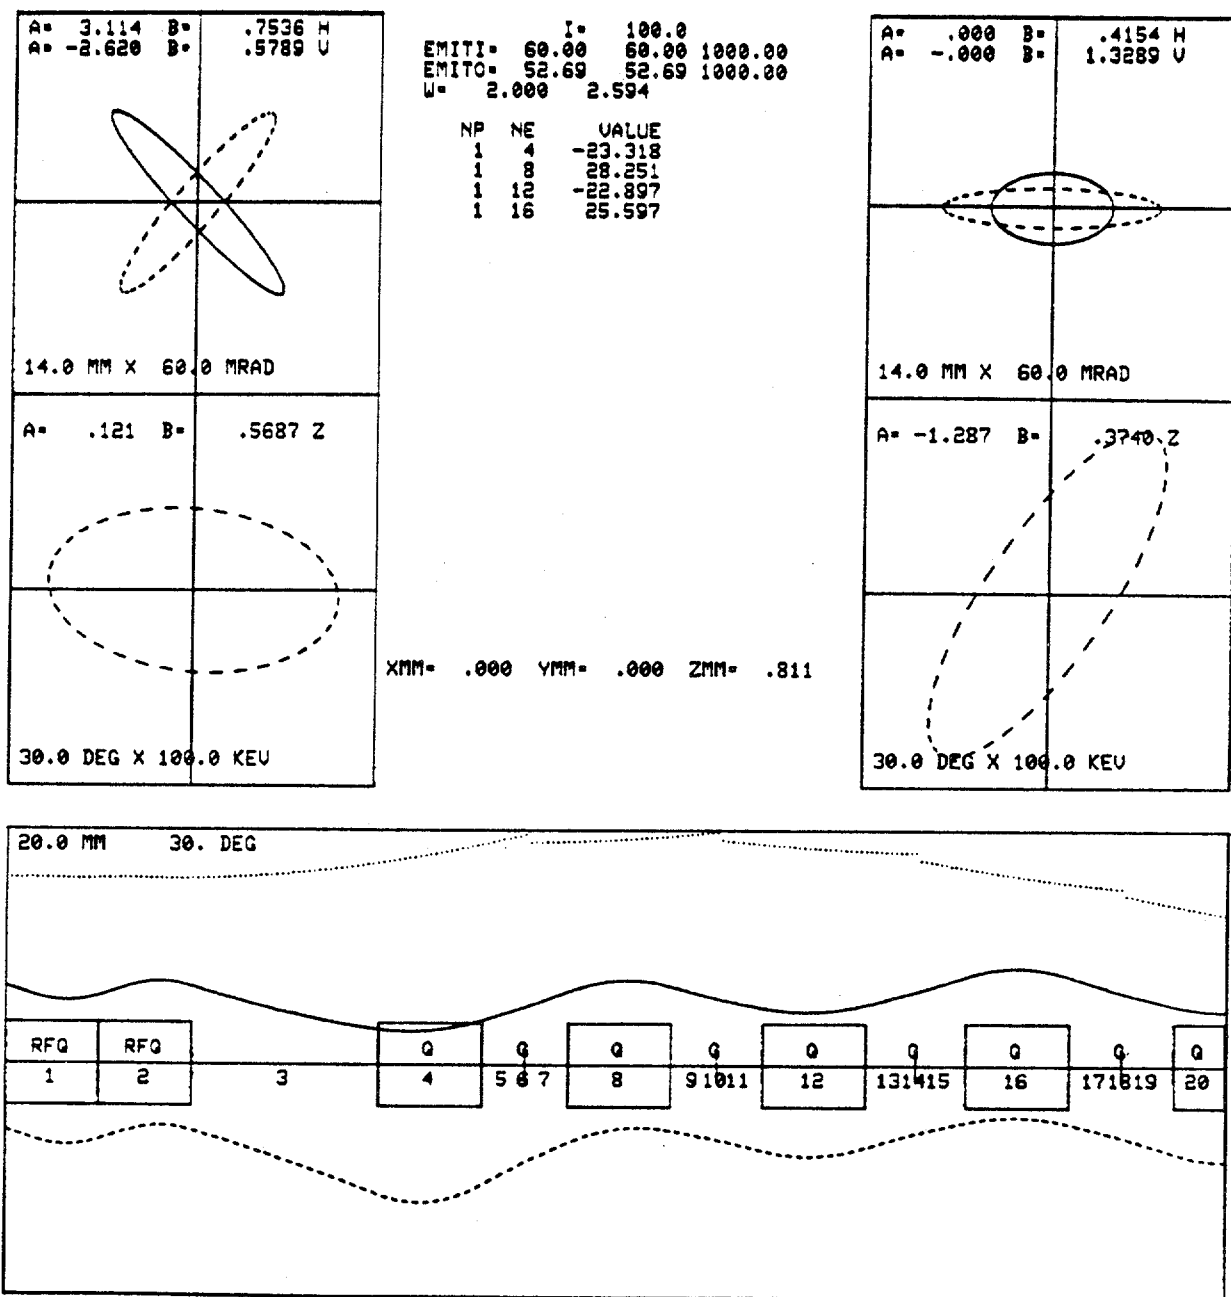 A= 3.114 B= .7536 H
A= -2.620 B= .5789 V
14.0 MM X 60.0 MRAD
A= .121 B= .5687 Z
30.0 DEG X 100.0 KEV
I= 100.0
EMITI= 60.00 60.00 1000.00
EMITO= 52.69 52.69 1000.00
W= 2.000 2.594
NP NE VALUE
1 4 -23.318
1 8 28.251
1 12 -22.897
1 16 25.597
XMM= .000 YMM= .000 ZMM= .811
A= .000 B= .4154 H
A= -.000 B= 1.3289 V
14.0 MM X 60.0 MRAD
A= -1.287 B= .3740 Z
30.0 DEG X 100.0 KEV
20.0 MM 30. DEG
RFQ RFQ Q G Q G Q G Q G Q
1 2 3 4 5 6 7 8 9 10 11 12 13 14 15 16 17 18 19 20